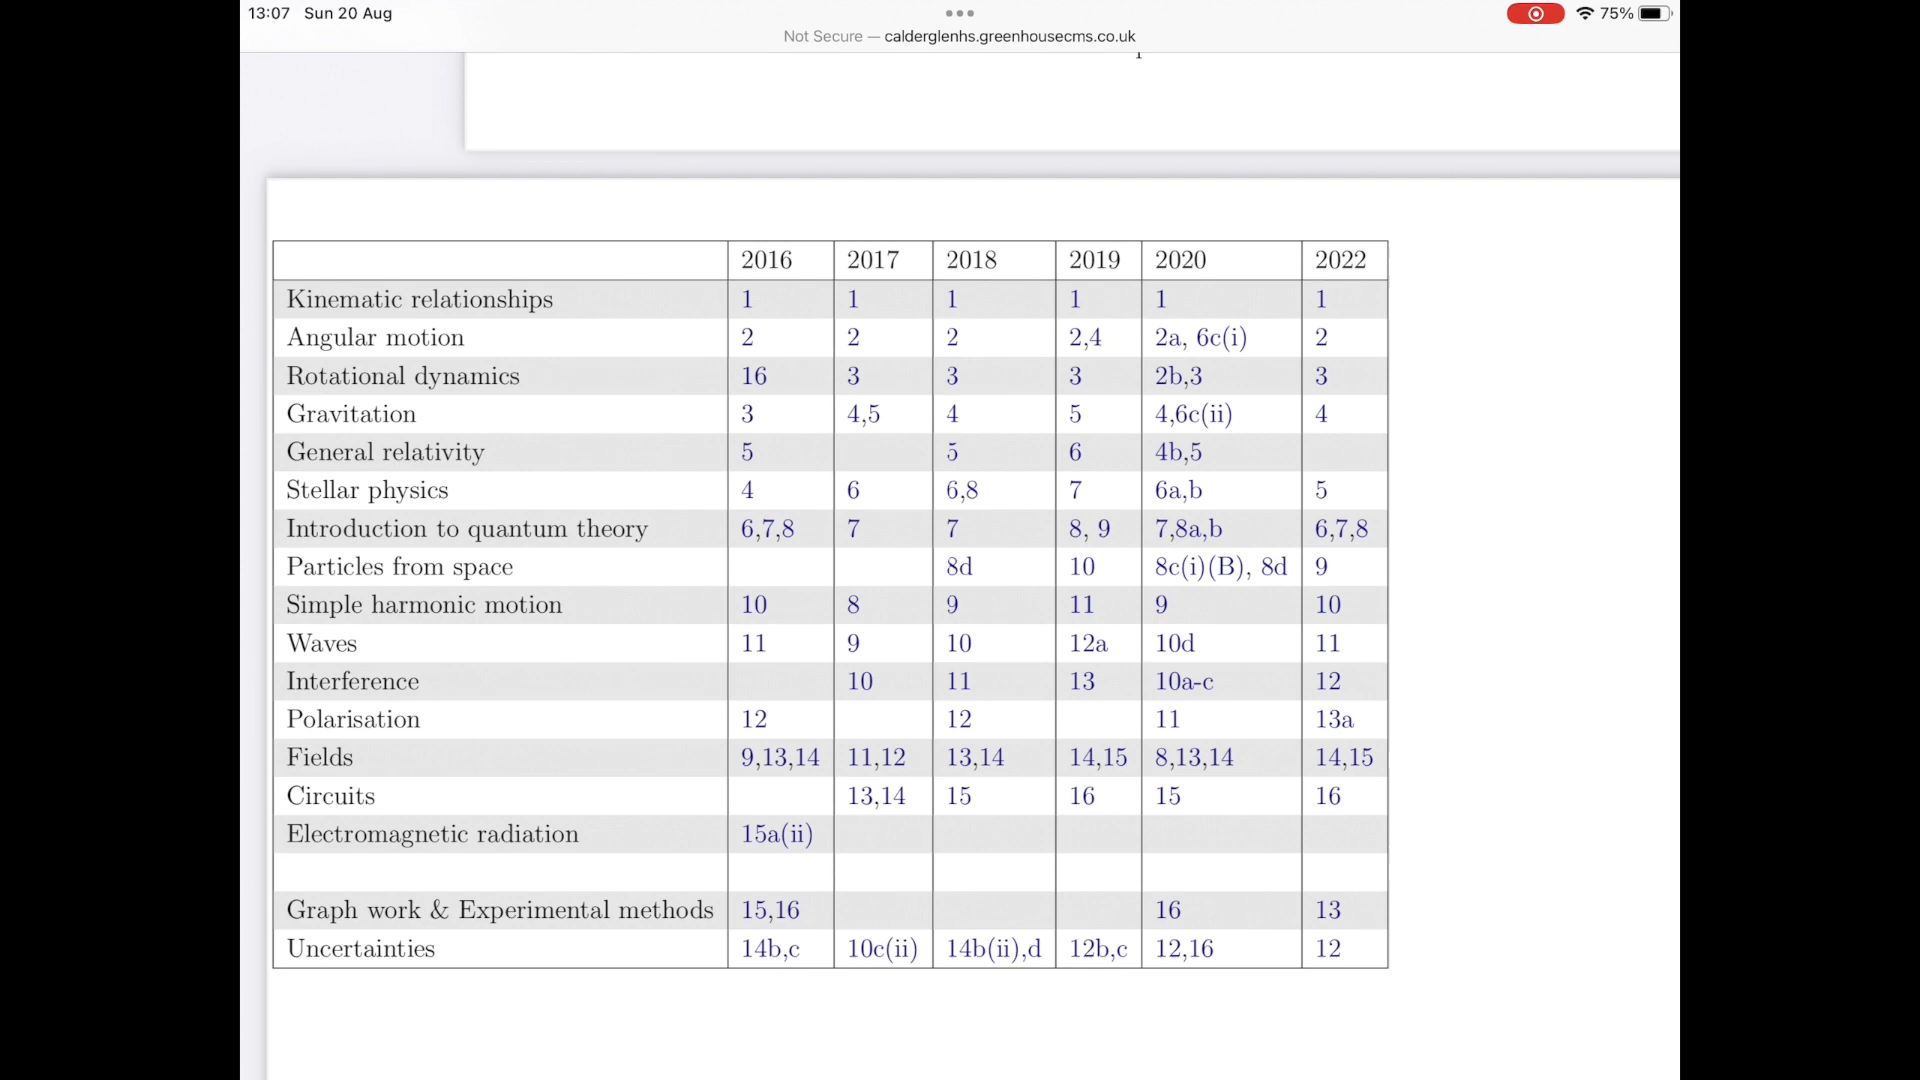 13:07 Sun 20 Aug
75%
Not Secure — calderglenhs.greenhousecms.co.uk
2016 2017 2018 2019 2020 2022
Kinematic relationships 1 1 1 1 1 1
Angular motion 2 2 2 2,4 2a, 6c(i) 2
Rotational dynamics 16 3 3 3 2b,3 3
Gravitation 3 4,5 4 5 4,6c(ii) 4
General relativity 5 5 6 4b,5
Stellar physics 4 6 6,8 7 6a,b 5
Introduction to quantum theory 6,7,8 7 7 8, 9 7,8a,b 6,7,8
Particles from space 8d 10 8c(i)(B), 8d 9
Simple harmonic motion 10 8 9 11 9 10
Waves 11 9 10 12a 10d 11
Interference 10 11 13 10a-c 12
Polarisation 12 12 11 13a
Fields 9,13,14 11,12 13,14 14,15 8,13,14 14,15
Circuits 13,14 15 16 15 16
Electromagnetic radiation 15a(ii)
Graph work & Experimental methods 15,16 16 13
Uncertainties 14b,c 10c(ii) 14b(ii),d 12b,c 12,16 12